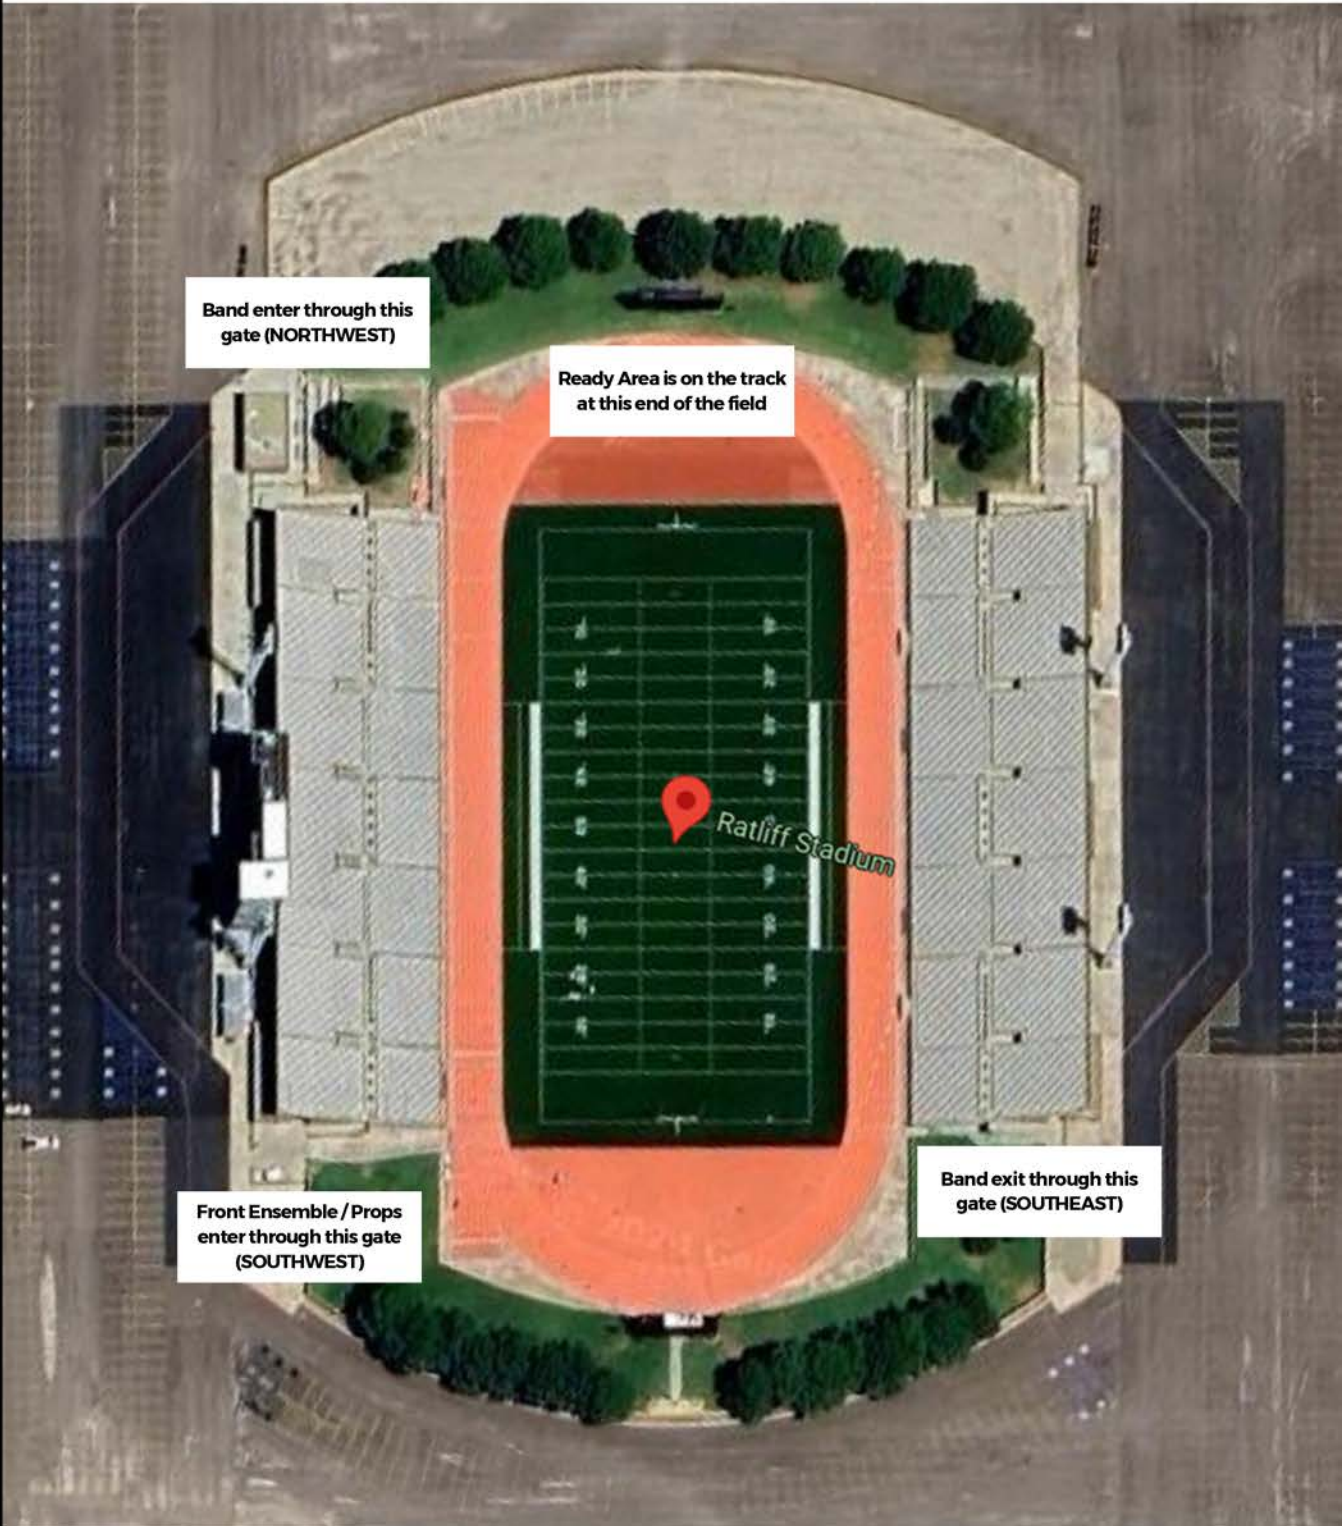 Band enter through this
gate (NORTHWEST)
Ready Area is on the track
at this end of the field
Ratliff Stadium
Band exit through this
gate (SOUTHEAST)
Front Ensemble / Props
enter through this gate
(SOUTHWEST)